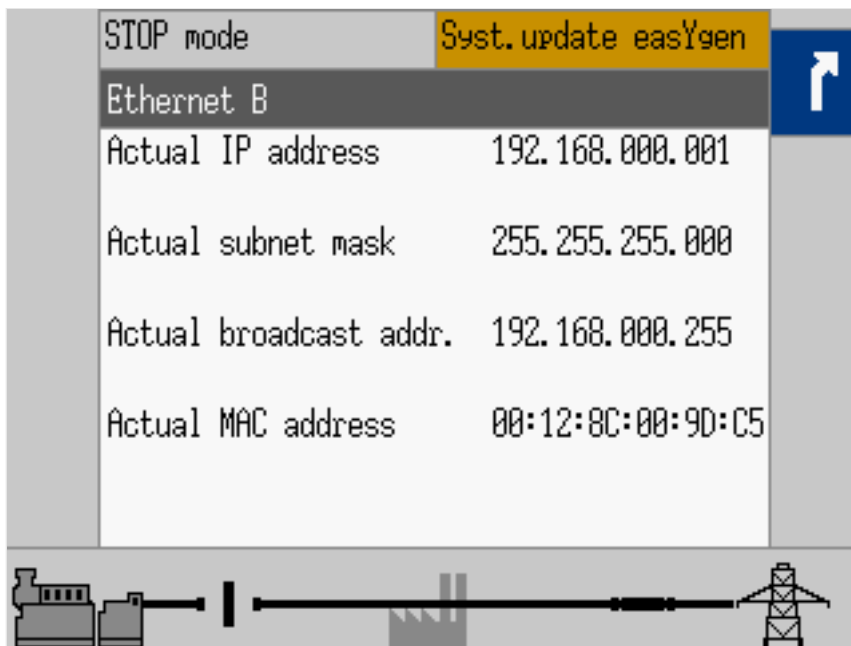 STOP mode Syst.update easYgen
Ethernet B
Actual IP address 192.168.000.001
Actual subnet mask 255.255.255.000
Actual broadcast addr. 192.168.000.255
Actual MAC address 00:12:8C:00:9D:C5